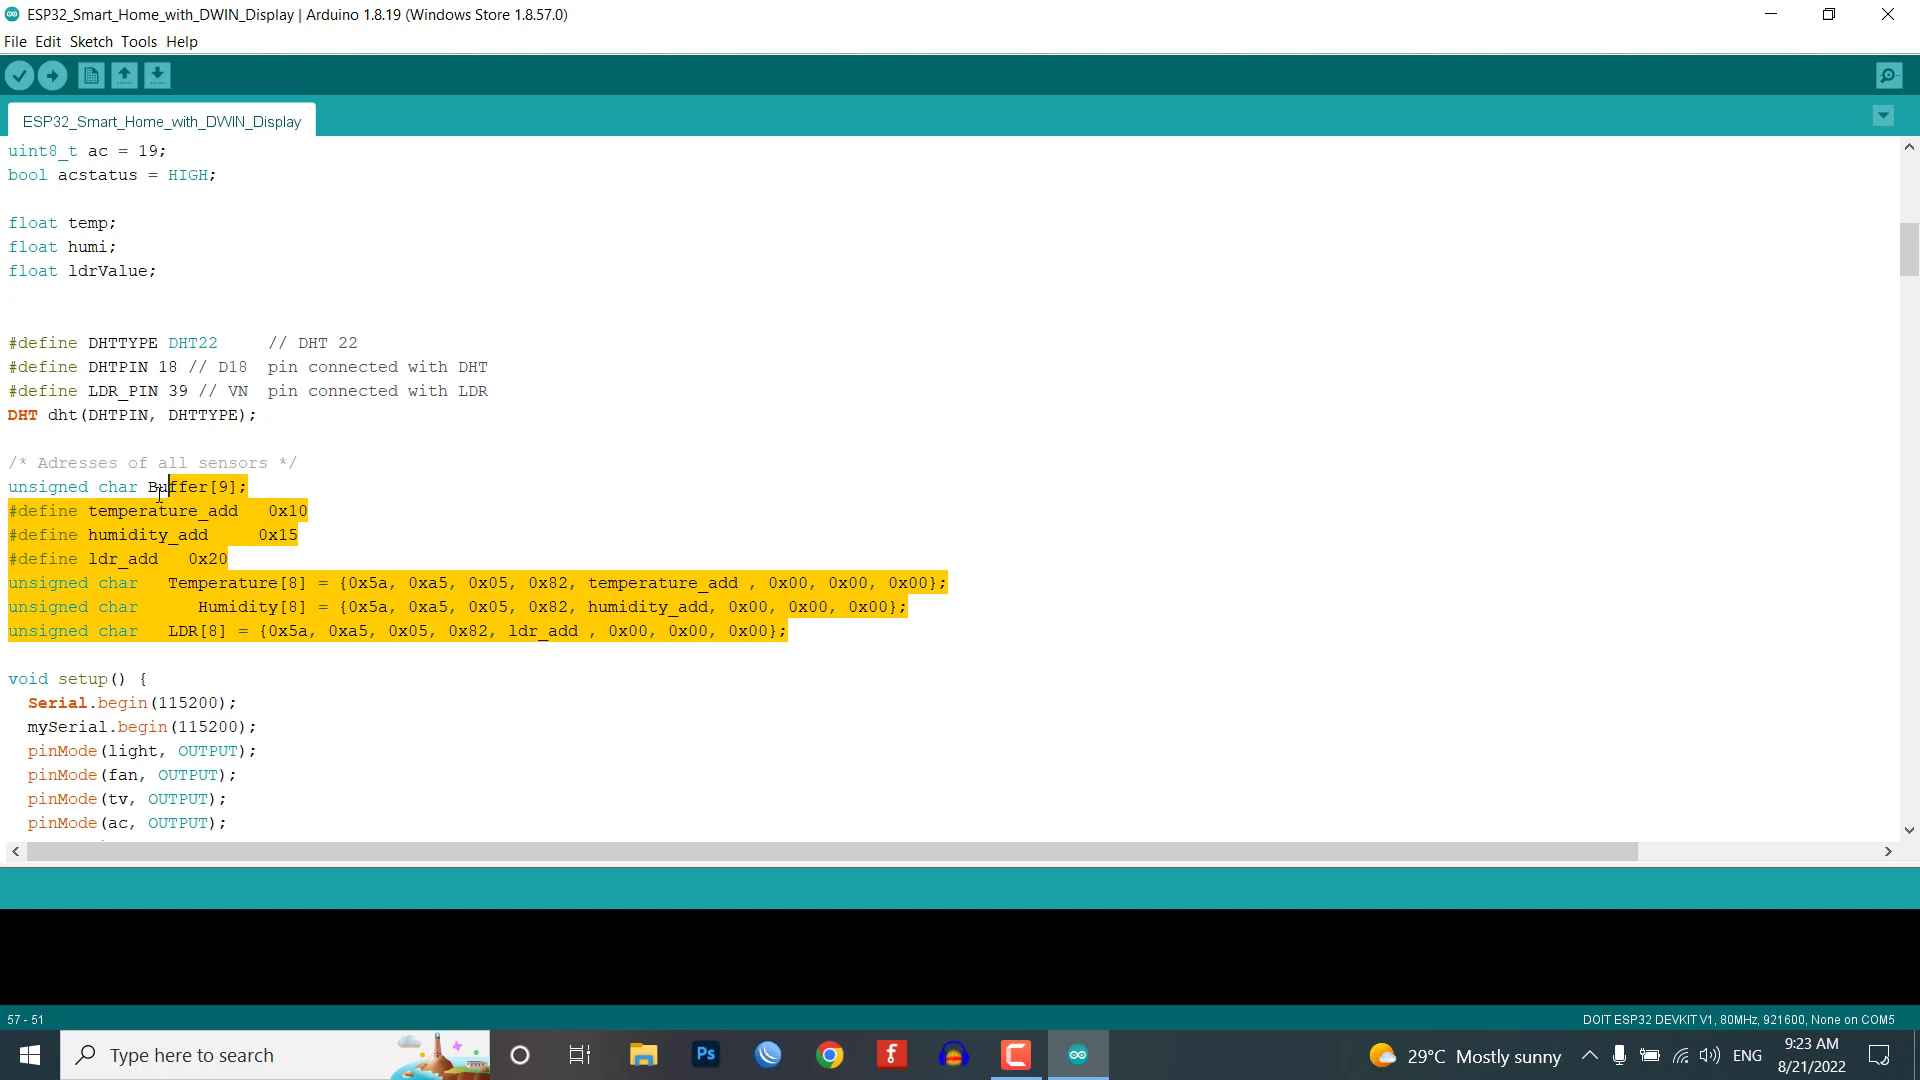 ESP32_Smart_Home_with_DWIN_Display | Arduino 1.8.19 (Windows Store 1.8.57.0)
File Edit Sketch Tools Help
ESP32_Smart_Home_with_DWIN_Display
uint8_t ac = 19;
bool acstatus = HIGH;
float temp;
float humi;
float ldrValue;
#define DHTTYPE DHT22     // DHT 22
#define DHTPIN 18 // D18  pin connected with DHT
#define LDR_PIN 39 // VN  pin connected with LDR
DHT dht(DHTPIN, DHTTYPE);
/* Adresses of all sensors */
unsigned char Buffer[9];
#define temperature_add   0x10
#define humidity_add     0x15
#define ldr_add   0x20
unsigned char   Temperature[8] = {0x5a, 0xa5, 0x05, 0x82, temperature_add , 0x00, 0x00, 0x00};
unsigned char      Humidity[8] = {0x5a, 0xa5, 0x05, 0x82, humidity_add, 0x00, 0x00, 0x00};
unsigned char   LDR[8] = {0x5a, 0xa5, 0x05, 0x82, ldr_add , 0x00, 0x00, 0x00};
void setup() {
  Serial.begin(115200);
  mySerial.begin(115200);
  pinMode(light, OUTPUT);
  pinMode(fan, OUTPUT);
  pinMode(tv, OUTPUT);
  pinMode(ac, OUTPUT);
57 - 51
DOIT ESP32 DEVKIT V1, 80MHz, 921600, None on COM5
Type here to search
Ps
29°C Mostly sunny
ENG
9:23 AM
8/21/2022